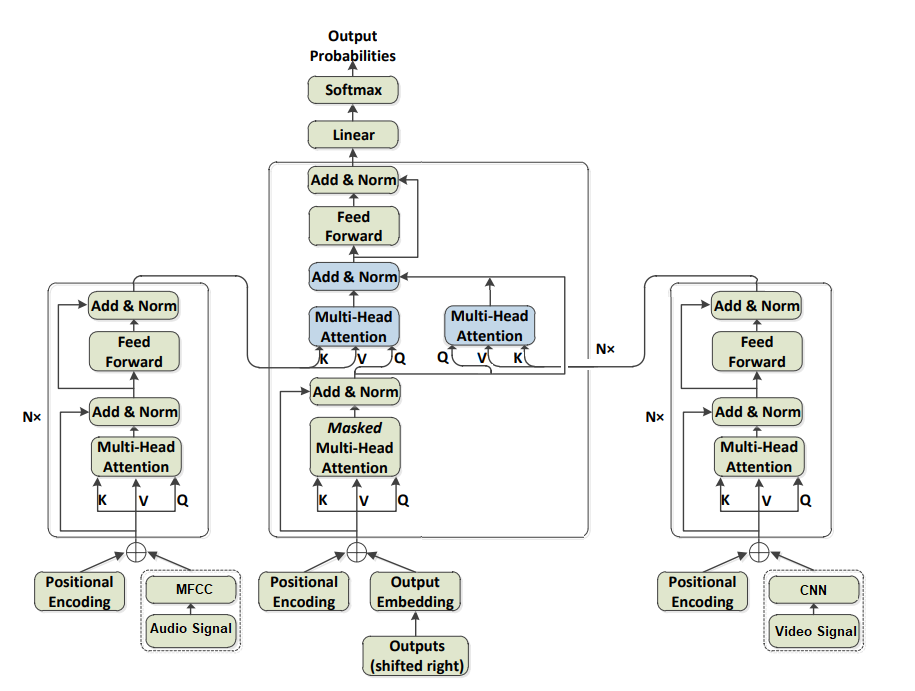 Output
Probabilities
Softmax
Linear
Add & Norm
Feed
Forward
Add & Norm
Multi-Head
Attention
K
V
Q
Multi-Head
Attention
Q
V
K
N×
Add & Norm
Masked
Multi-Head
Attention
K
V
Q
Positional
Encoding
Output
Embedding
Outputs
(shifted right)
Add & Norm
Feed
Forward
N×
Add & Norm
Multi-Head
Attention
K
V
Q
Positional
Encoding
MFCC
Audio Signal
Add & Norm
Feed
Forward
N×
Add & Norm
Multi-Head
Attention
K
V
Q
Positional
Encoding
CNN
Video Signal